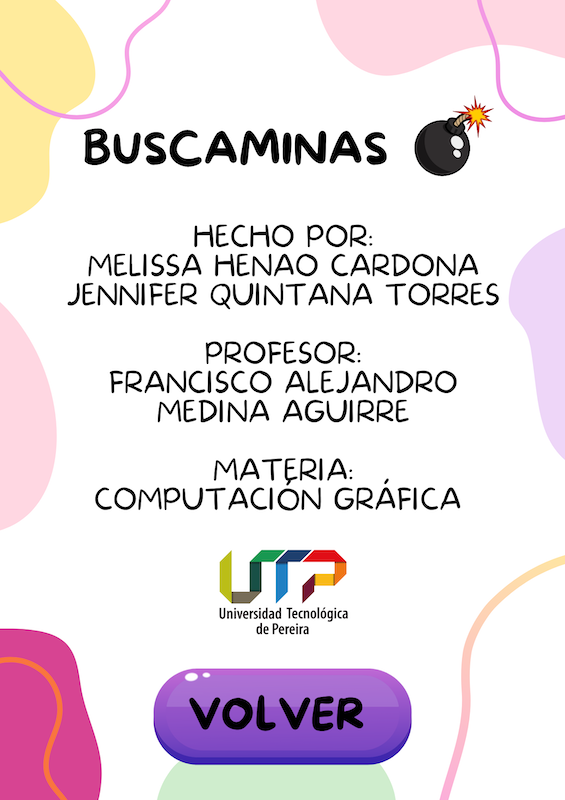 BUSCAMINAS
HECHO POR:
MELISSA HENAO CARDONA
JENNIFER QUINTANA TORRES
PROFESOR:
FRANCISCO ALEJANDRO
MEDINA AGUIRRE
MATERIA:
COMPUTACIÓN GRÁFICA
UTP
Universidad Tecnológica
de Pereira
VOLVER